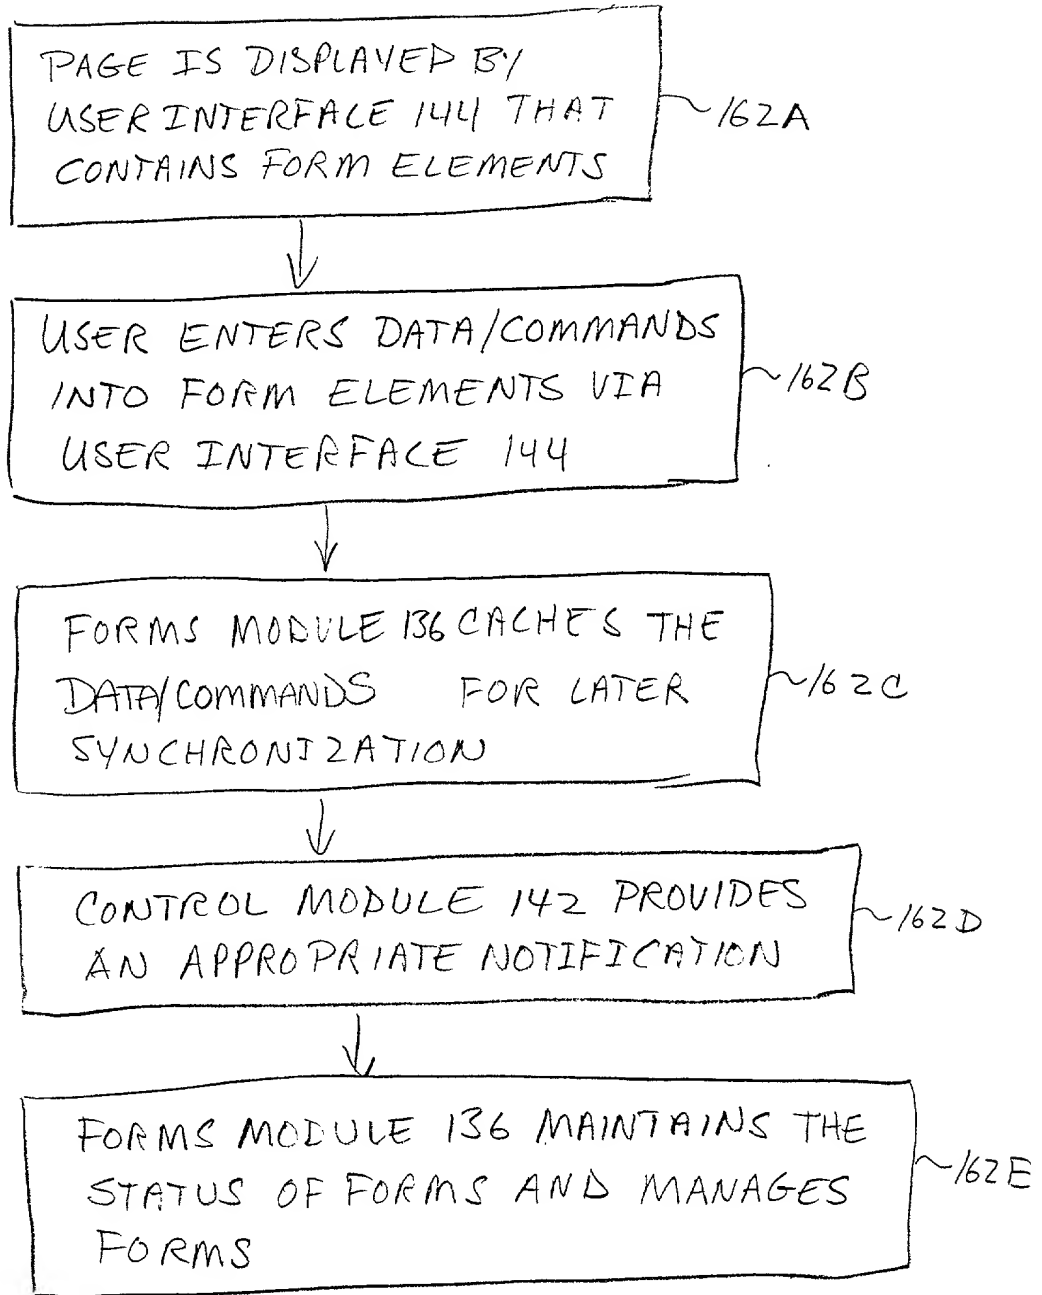 PAGE IS DISPLAYED BY
USER INTERFACE 144 THAT
CONTAINS FORM ELEMENTS
162A
USER ENTERS DATA/COMMANDS
INTO FORM ELEMENTS VIA
USER INTERFACE 144
162B
FORMS MODULE 136 CACHES THE
DATA/COMMANDS FOR LATER
SYNCHRONIZATION
162C
CONTROL MODULE 142 PROVIDES
AN APPROPRIATE NOTIFICATION
162D
FORMS MODULE 136 MAINTAINS THE
STATUS OF FORMS AND MANAGES
FORMS
162E